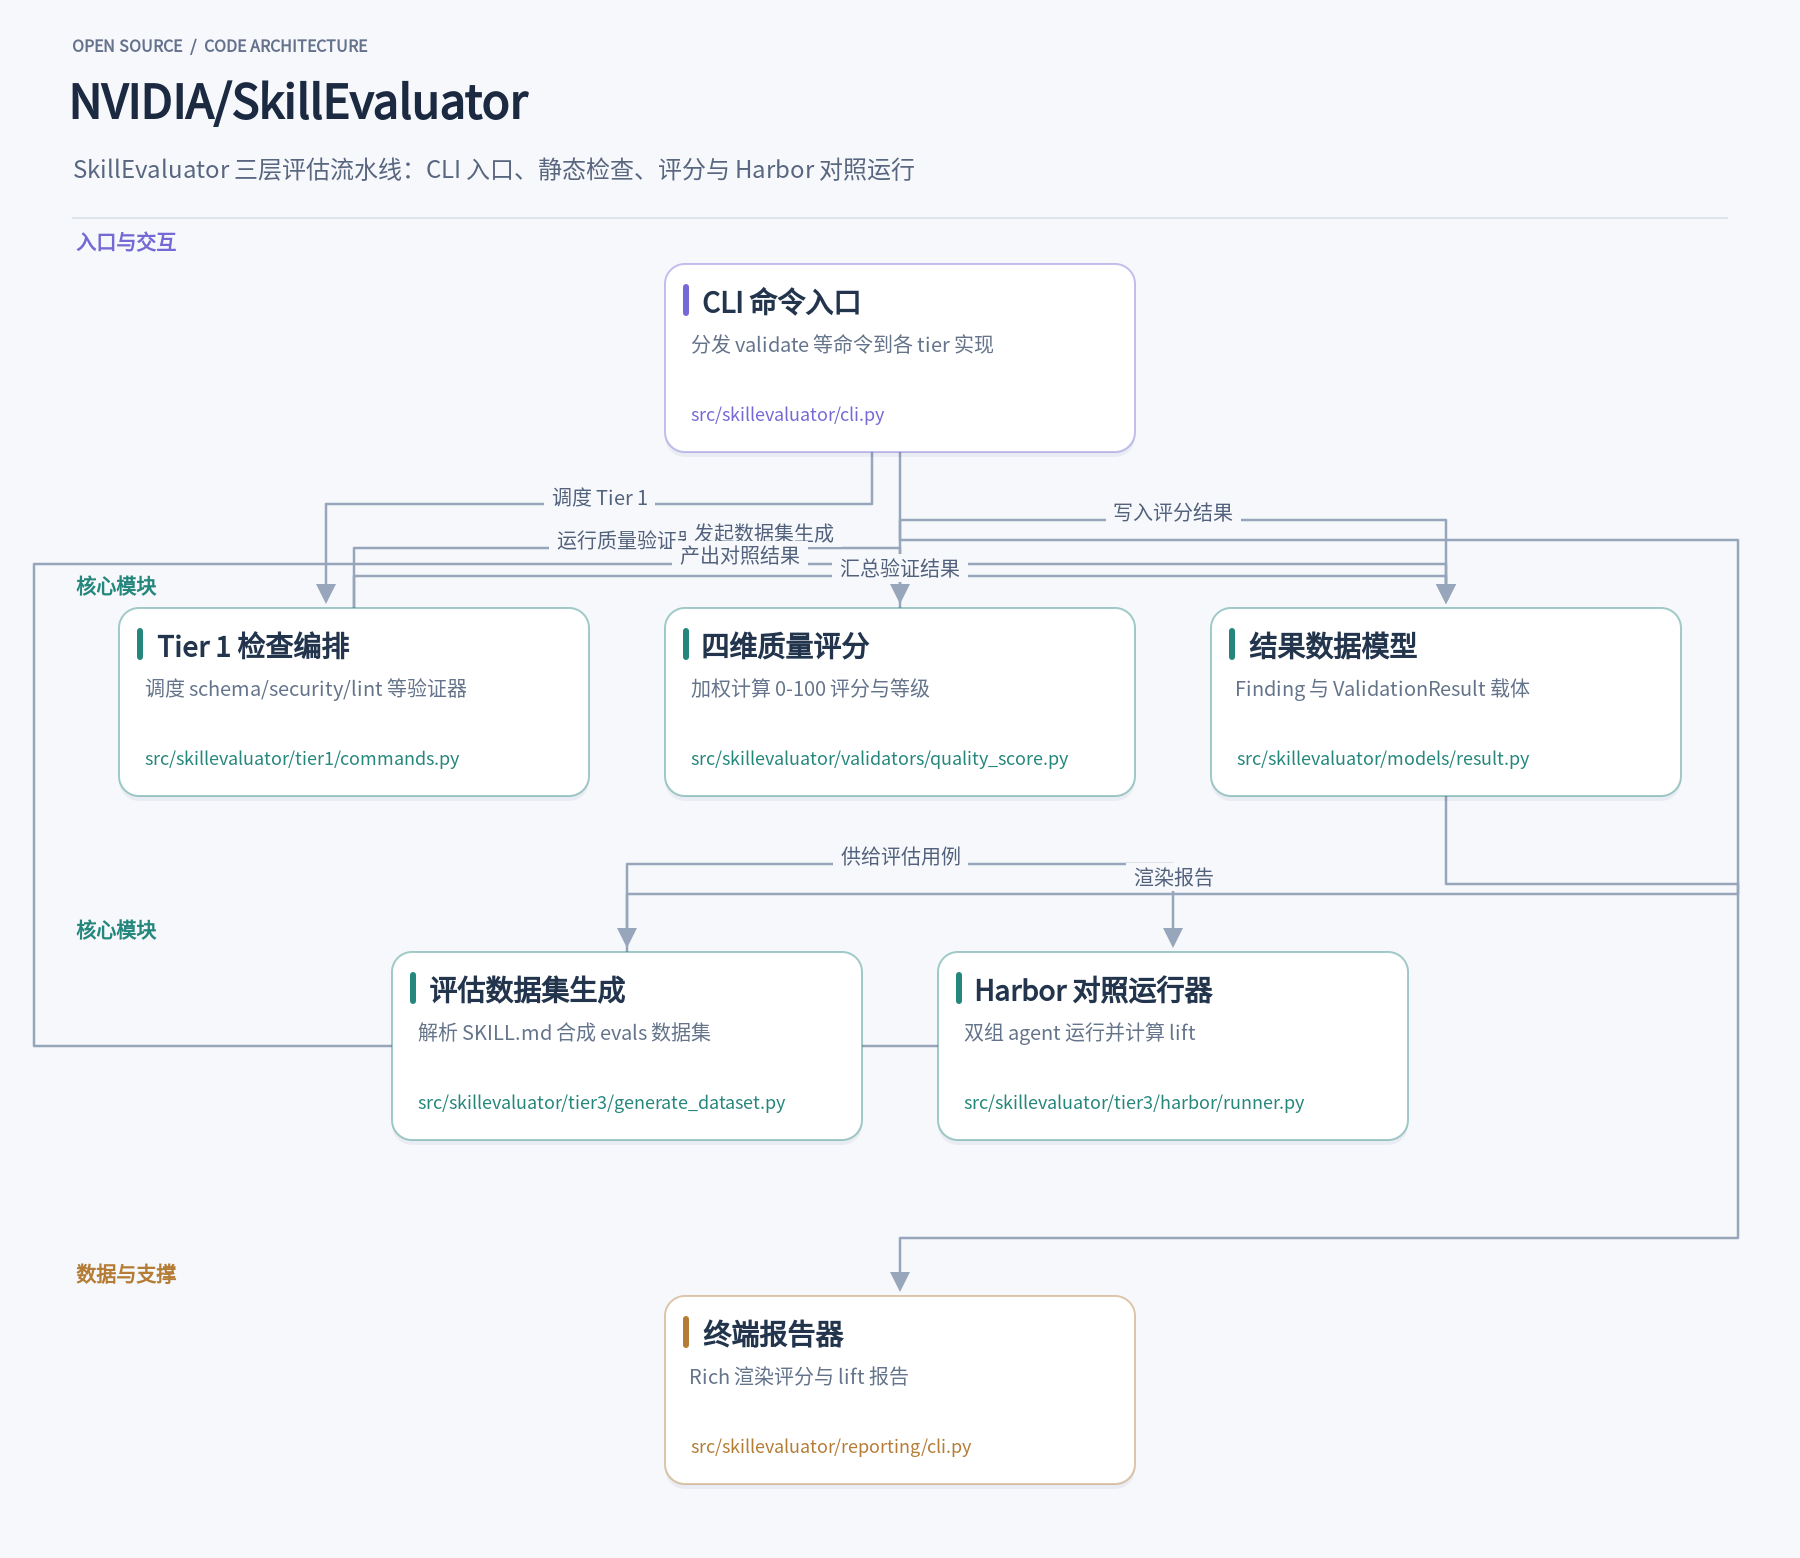 OPEN SOURCE / CODE ARCHITECTURE
NVIDIA/SkillEvaluator
SkillEvaluator 三层评估流水线：CLI 入口、静态检查、评分与 Harbor 对照运行
入口与交互
CLI 命令入口
分发 validate 等命令到各 tier 实现
src/skillevaluator/cli.py
调度 Tier 1
写入评分结果
运行质量验证
发起数据集生成
产出对照结果
汇总验证结果
核心模块
Tier 1 检查编排
调度 schema/security/lint 等验证器
src/skillevaluator/tier1/commands.py
四维质量评分
加权计算 0-100 评分与等级
src/skillevaluator/validators/quality_score.py
结果数据模型
Finding 与 ValidationResult 载体
src/skillevaluator/models/result.py
供给评估用例
渲染报告
核心模块
评估数据集生成
解析 SKILL.md 合成 evals 数据集
src/skillevaluator/tier3/generate_dataset.py
Harbor 对照运行器
双组 agent 运行并计算 lift
src/skillevaluator/tier3/harbor/runner.py
数据与支撑
终端报告器
Rich 渲染评分与 lift 报告
src/skillevaluator/reporting/cli.py